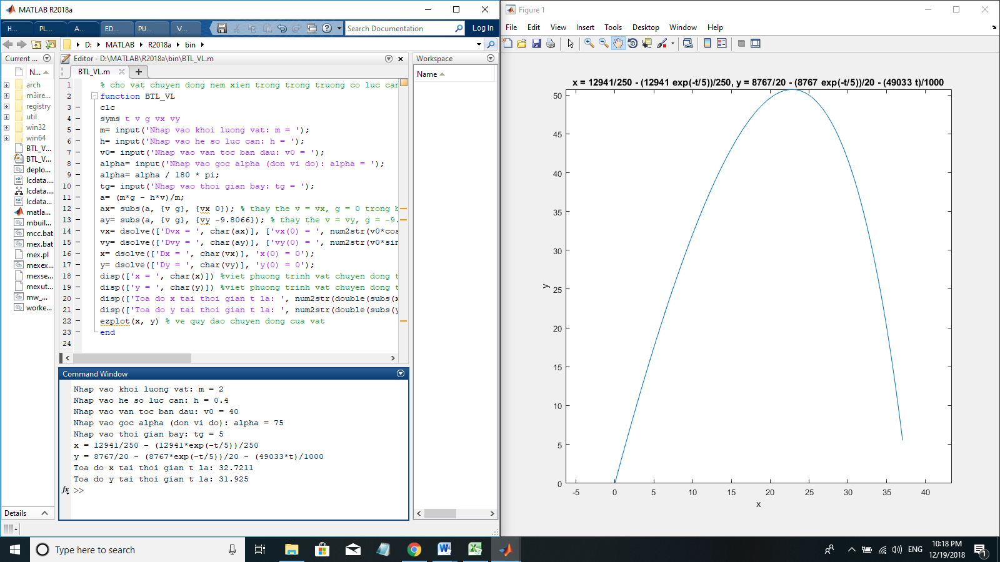 MATLAB R2018a
H...
PL...
A...
ED...
PU...
V...
Search Documentation
Log In
D:
MATLAB
R2018a
bin
Current ...
N...
arch
m3ire...
registry
util
win32
win64
BTL_V...
BTL_V...
deplo...
lcdata....
lcdata....
lcdata....
matla...
mbuil...
mcc.bat
mex.bat
mex.pl
mexex...
mexse...
mexut...
mw_...
worke...
Details
Editor - D:\MATLAB\R2018a\bin\BTL_VL.m
BTL_VL.m
1 % cho vat chuyen dong nem xien trong trong truong co luc can
2 function BTL_VL
3 clc
4 syms t v g vx vy
5 m= input('Nhap vao khoi luong vat: m = ');
6 h= input('Nhap vao he so luc can: h = ');
7 v0= input('Nhap vao van toc ban dau: v0 = ');
8 alpha= input('Nhap vao goc alpha (don vi do): alpha = ');
9 alpha= alpha / 180 * pi;
10 tg= input('Nhap vao thoi gian bay: tg = ');
11 a= (m*g - h*v)/m;
12 ax= subs(a, {v g}, {vx 0}); % thay the v = vx, g = 0 trong b
13 ay= subs(a, {v g}, {vy -9.8066}); % thay the v = vy, g = -9.
14 vx= dsolve(['Dvx = ', char(ax)], ['vx(0) = ', num2str(v0*cos
15 vy= dsolve(['Dvy = ', char(ay)], ['vy(0) = ', num2str(v0*sin
16 x= dsolve(['Dx = ', char(vx)], 'x(0) = 0');
17 y= dsolve(['Dy = ', char(vy)], 'y(0) = 0');
18 disp(['x = ', char(x)]) %viet phuong trinh vat chuyen dong t
19 disp(['y = ', char(y)]) %viet phuong trinh vat chuyen dong t
20 disp(['Toa do x tai thoi gian t la: ', num2str(double(subs(x
21 disp(['Toa do y tai thoi gian t la: ', num2str(double(subs(y
22 ezplot(x, y) % ve quy dao chuyen dong cua vat
23 end
24
Command Window
Nhap vao khoi luong vat: m = 2
Nhap vao he so luc can: h = 0.4
Nhap vao van toc ban dau: v0 = 40
Nhap vao goc alpha (don vi do): alpha = 75
Nhap vao thoi gian bay: tg = 5
x = 12941/250 - (12941*exp(-t/5))/250
y = 8767/20 - (8767*exp(-t/5))/20 - (49033*t)/1000
Toa do x tai thoi gian t la: 32.7211
Toa do y tai thoi gian t la: 31.925
fx >>
Workspace
Name
Figure 1
File Edit View Insert Tools Desktop Window Help
x = 12941/250 - (12941 exp(-t/5))/250, y = 8767/20 - (8767 exp(-t/5))/20 - (49033 t)/1000
50
45
40
35
30
25
20
15
10
5
0
y
-5 0 5 10 15 20 25 30 35 40
x
Type here to search
ENG
10:18 PM
12/19/2018
1